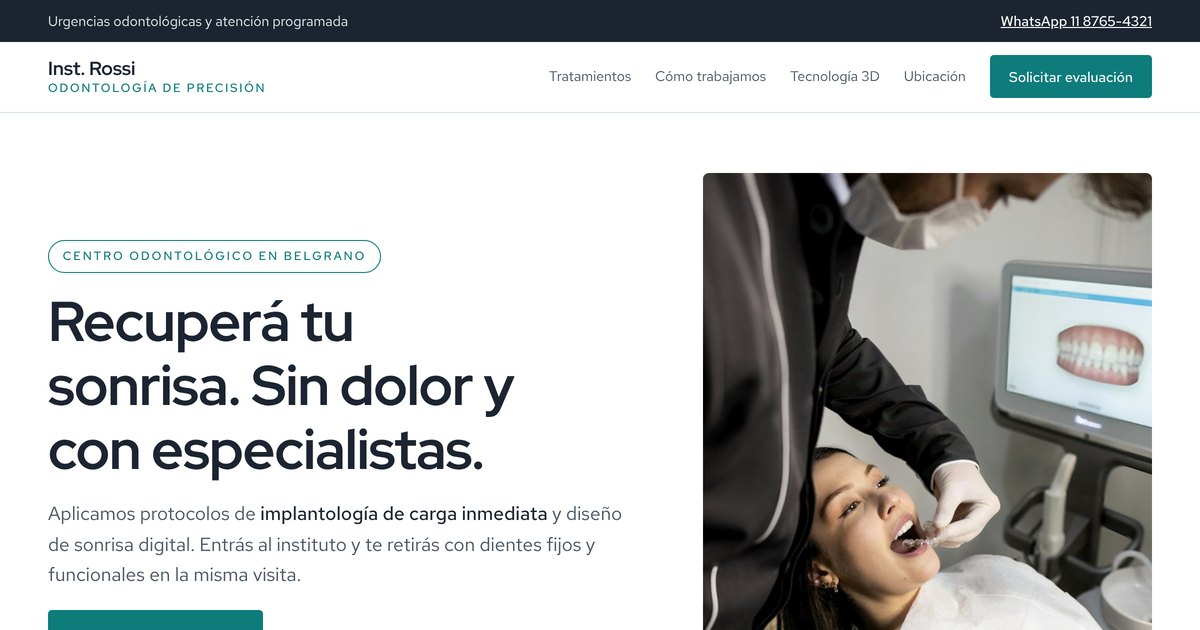 Urgencias odontológicas y atención programada
WhatsApp 11 8765-4321
Inst. Rossi
ODONTOLOGÍA DE PRECISIÓN
Tratamientos
Cómo trabajamos
Tecnología 3D
Ubicación
Solicitar evaluación
CENTRO ODONTOLÓGICO EN BELGRANO
Recuperá tu
sonrisa. Sin dolor y
con especialistas.
Aplicamos protocolos de implantología de carga inmediata y diseño
de sonrisa digital. Entrás al instituto y te retirás con dientes fijos y
funcionales en la misma visita.